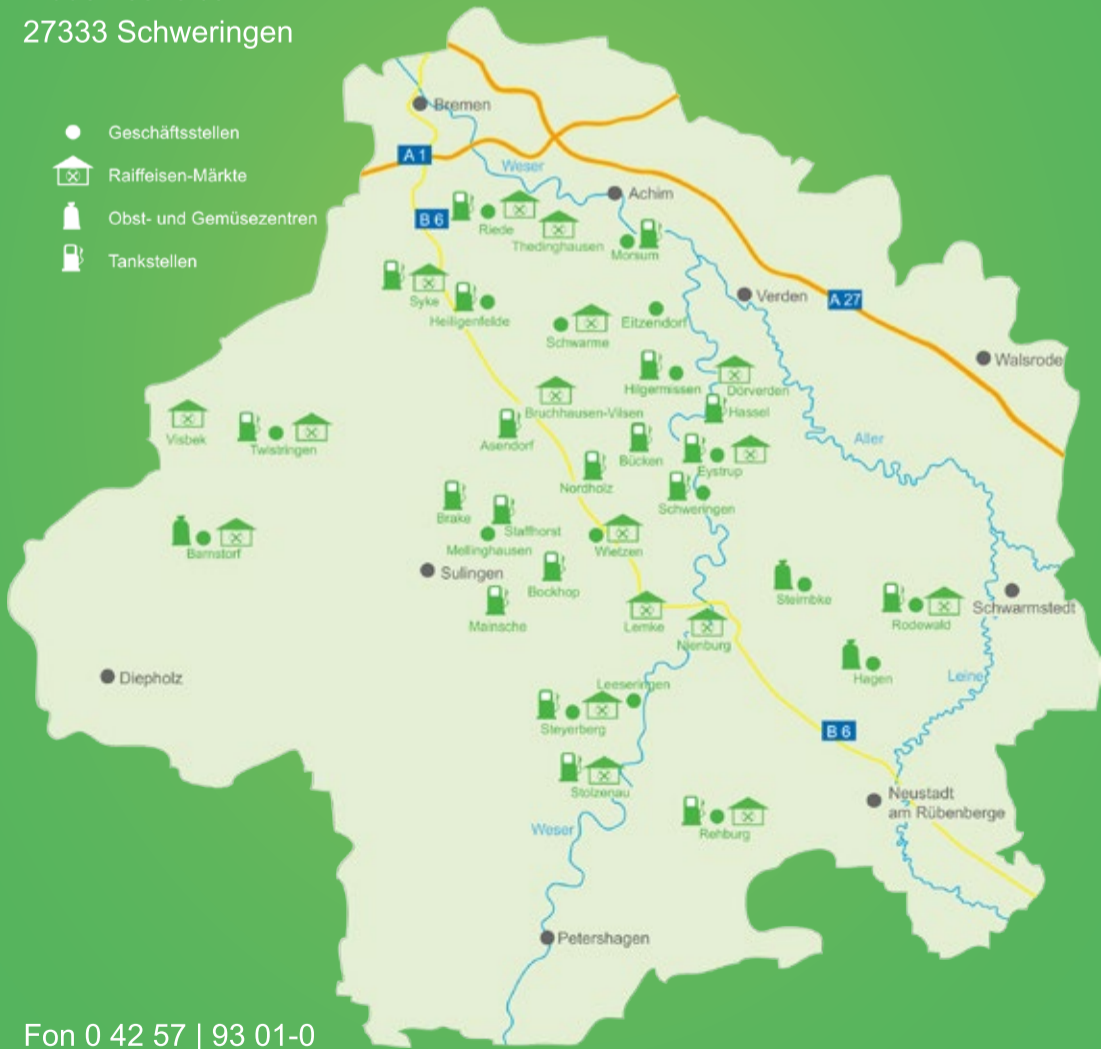 27333 Schweringen
Geschäftsstellen
Raiffeisen-Märkte
Obst- und Gemüsezentren
Tankstellen
Bremen
A 1
Weser
Achim
B 6
Riede
Thedinghausen
Morsum
Syke
Heiligenfelde
Verden
A 27
Schwarme
Eitzendorf
Walsrode
Hilgermissen
Dörverden
Bruchhausen-Vilsen
Hassel
Visbek
Twistringen
Asendorf
Bücken
Aller
Eystrup
Nordholz
Schweringen
Brake
Staffhorst
Mellinghausen
Wietzen
Barnstorf
Sulingen
Bockhop
Steimbke
Schwarmstedt
Mainsche
Lemke
Rodewald
Nienburg
Diepholz
Hagen
Leine
Leeseringen
Steyerberg
B 6
Stolzenau
Neustadt
am Rübenberge
Weser
Rehburg
Petershagen
Fon 0 42 57 | 93 01-0